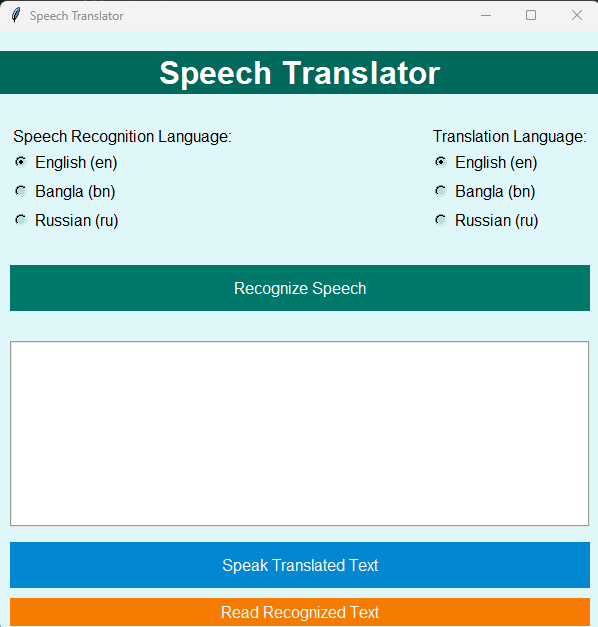 Speech Translator
Speech Translator
Speech Recognition Language:
English (en)
Bangla (bn)
Russian (ru)
Translation Language:
English (en)
Bangla (bn)
Russian (ru)
Recognize Speech
Speak Translated Text
Read Recognized Text